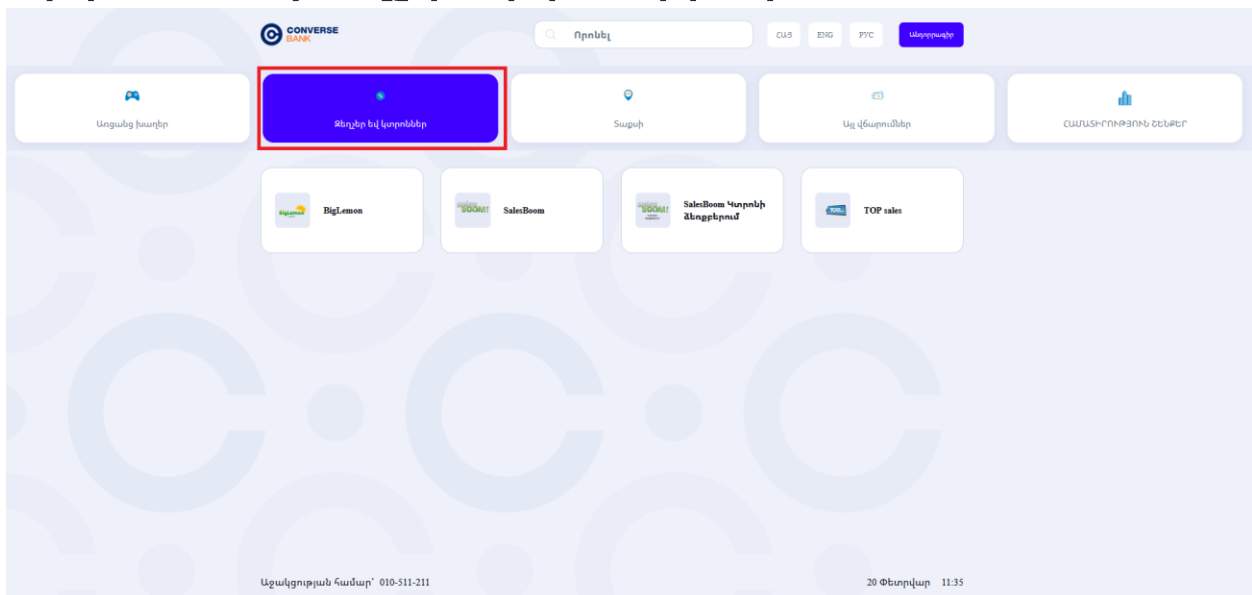 CONVERSE
BANK
Որոնել
ՀԱՅ
ENG
РУС
Անդորրագիր
Առցանց խաղեր
Զեղչեր եվ կտրոններ
Տաքսի
Այլ վճարումներ
ՀԱՄԱՏԻՐՈՒԹՅՈՒՆ ՇԵՆՔԵՐ
BigLemon
SalesBoom
SalesBoom Կտրոնի
ձեռքբերում
TOP sales
Աջակցության համար՝ 010-511-211
20 Փետրվար 11:35